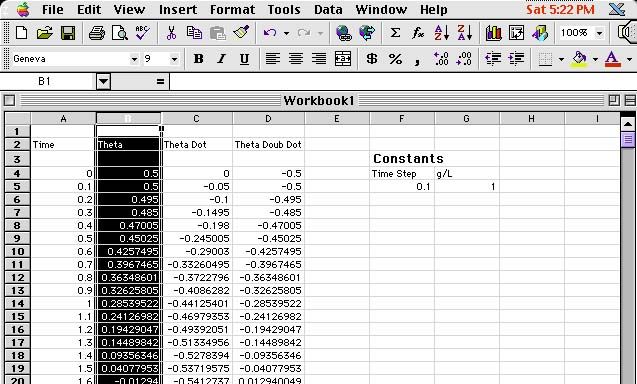 File Edit View Insert Format Tools Data Window Help Sat 5:22 PM
ABC Σ fx A Z Z A 100% ?
Geneva 9 B I U $ % , .0 .00 .00 .0 A
B1 =
Workbook1
A B C D E F G H I
1
2 Time Theta Theta Dot Theta Doub Dot
3 Constants
4 0 0.5 0 -0.5 Time Step g/L
5 0.1 0.5 -0.05 -0.5 0.1 1
6 0.2 0.495 -0.1 -0.495
7 0.3 0.485 -0.1495 -0.485
8 0.4 0.47005 -0.198 -0.47005
9 0.5 0.45025 -0.245005 -0.45025
10 0.6 0.4257495 -0.29003 -0.4257495
11 0.7 0.3967465 -0.33260495 -0.3967465
12 0.8 0.36348601 -0.3722796 -0.36348601
13 0.9 0.32625805 -0.4086282 -0.32625805
14 1 0.28539522 -0.44125401 -0.28539522
15 1.1 0.24126982 -0.46979353 -0.24126982
16 1.2 0.19429047 -0.49392051 -0.19429047
17 1.3 0.14489842 -0.51334956 -0.14489842
18 1.4 0.09356346 -0.5278394 -0.09356346
19 1.5 0.04077953 -0.53719575 -0.04077953
20 1.6 -0.01294 -0.5412737 0.012940049